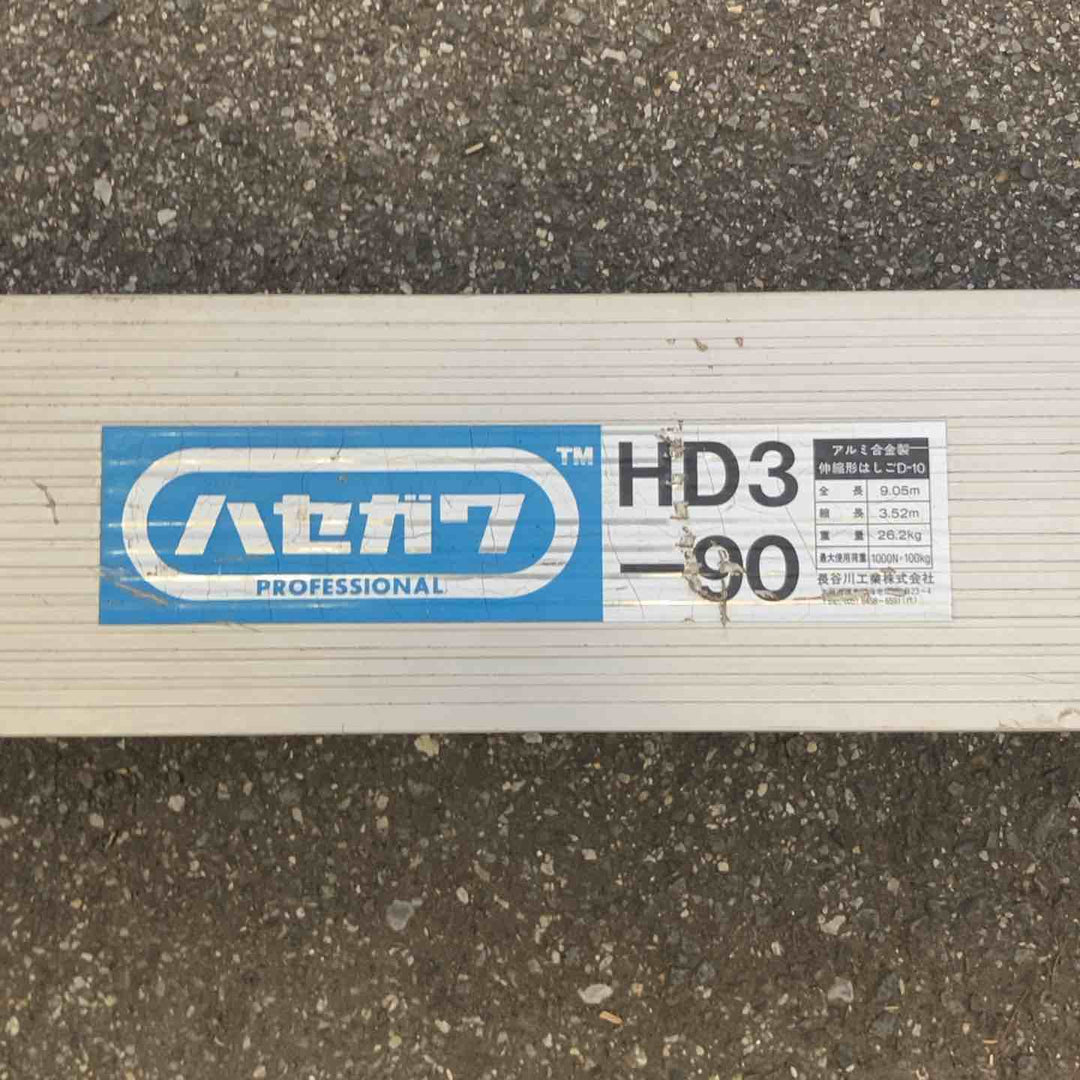 ハセガワ
TM
PROFESSIONAL
HD3
-90
アルミ合金製
伸縮形はしごD-10
全長 9.05m
縮長 3.52m
重量 26.2kg
最大使用荷重 1000N・100kg
長谷川工業株式会社